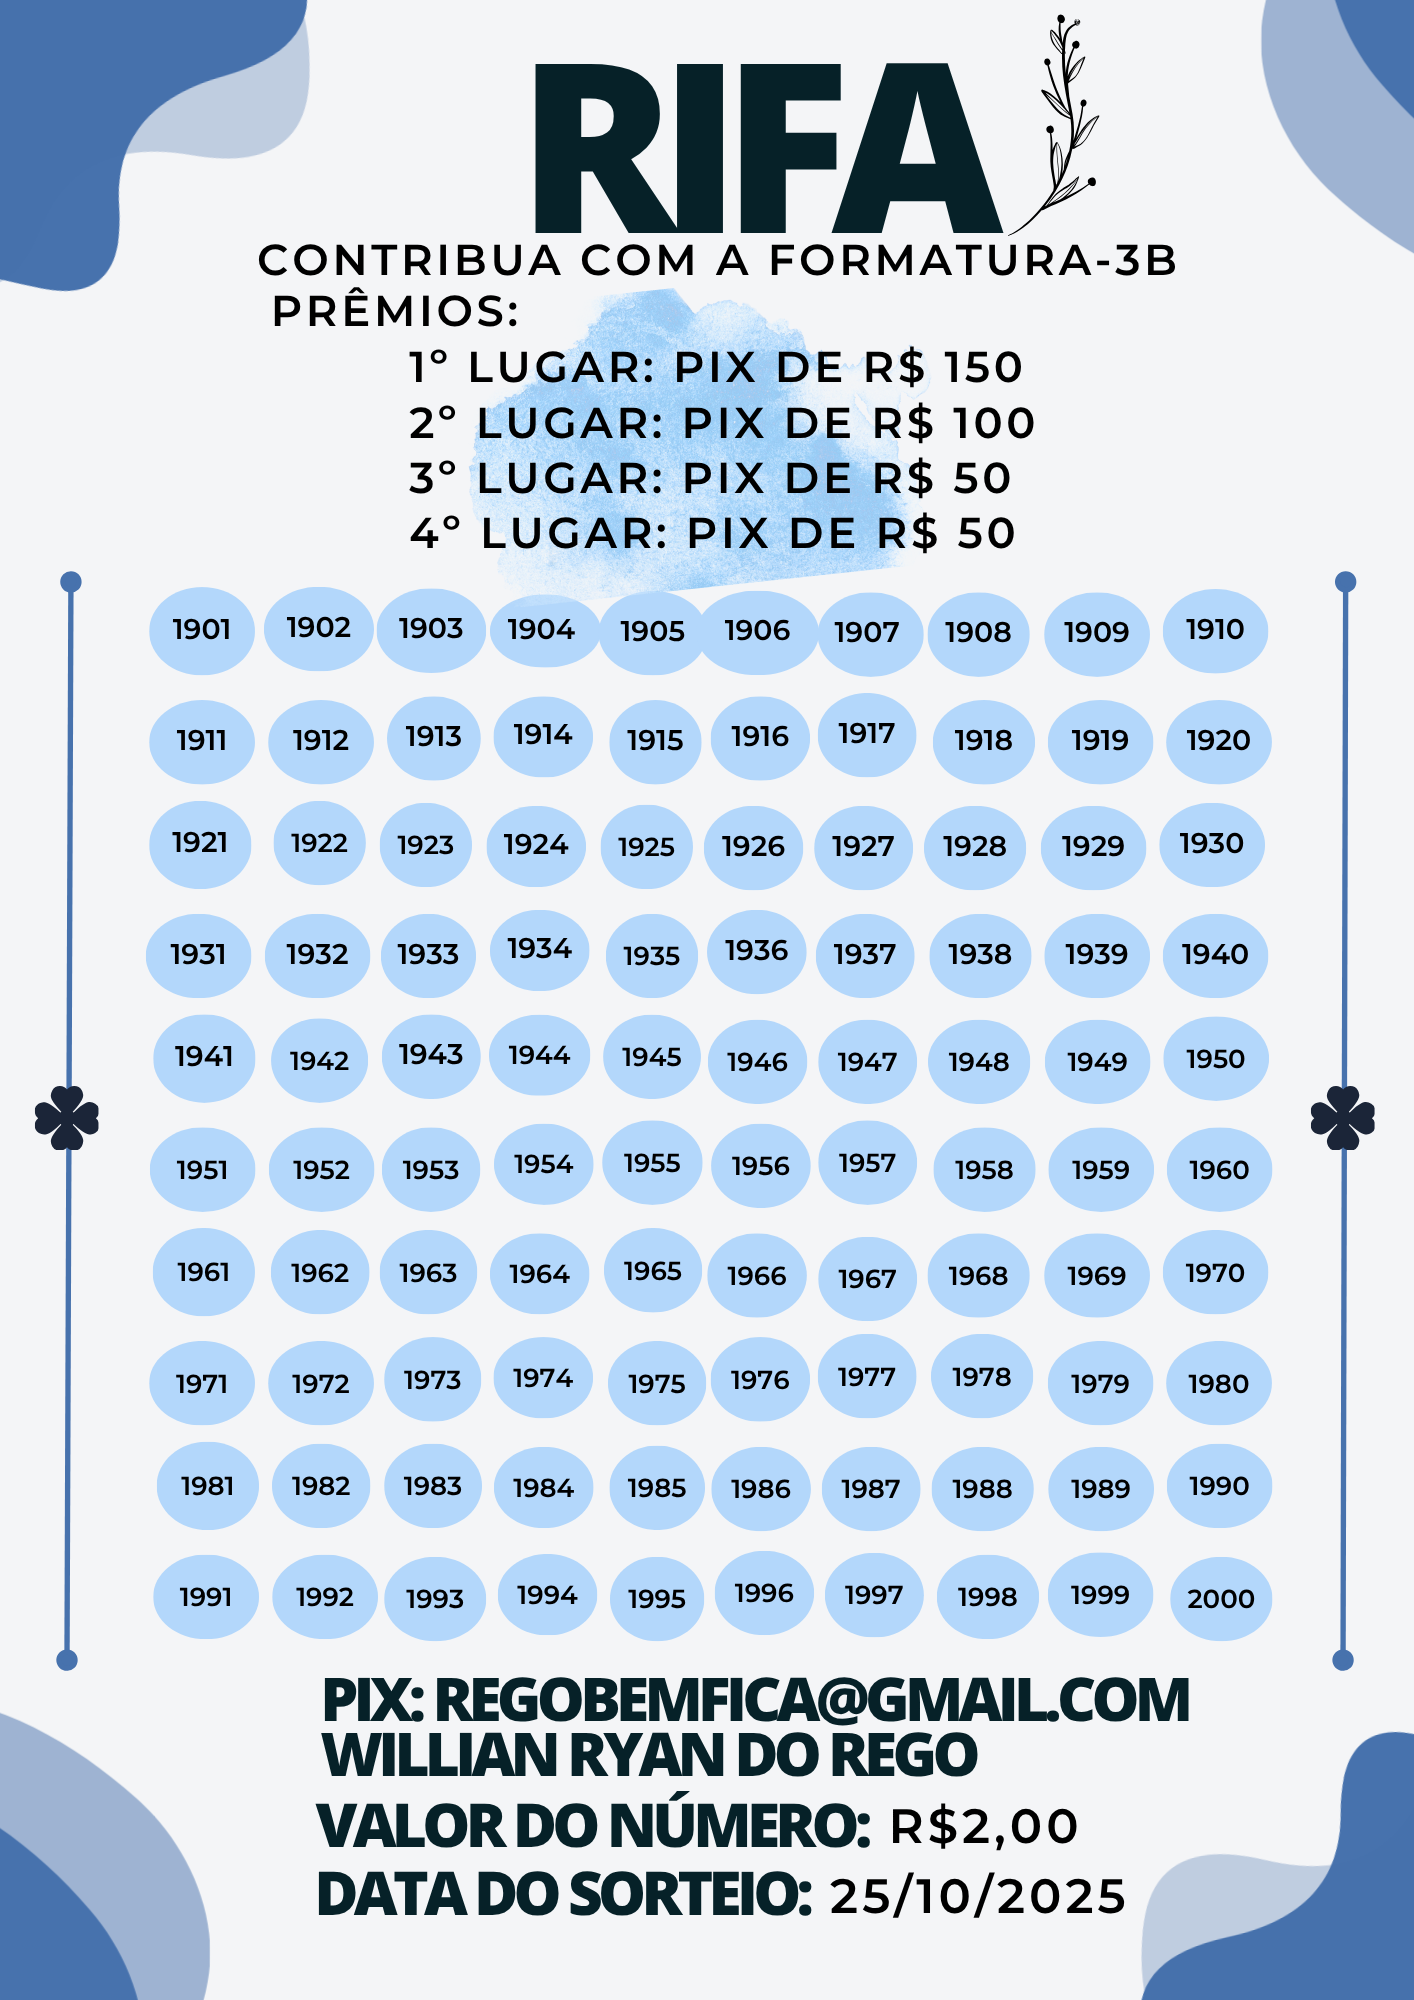 RIFA
CONTRIBUA COM A FORMATURA-3B
PRÊMIOS:
1º LUGAR: PIX DE R$ 150
2º LUGAR: PIX DE R$ 100
3º LUGAR: PIX DE R$ 50
4º LUGAR: PIX DE R$ 50
1901 1902 1903 1904 1905 1906 1907 1908 1909 1910
1911 1912 1913 1914 1915 1916 1917 1918 1919 1920
1921 1922 1923 1924 1925 1926 1927 1928 1929 1930
1931 1932 1933 1934 1935 1936 1937 1938 1939 1940
1941 1942 1943 1944 1945 1946 1947 1948 1949 1950
1951 1952 1953 1954 1955 1956 1957 1958 1959 1960
1961 1962 1963 1964 1965 1966 1967 1968 1969 1970
1971 1972 1973 1974 1975 1976 1977 1978 1979 1980
1981 1982 1983 1984 1985 1986 1987 1988 1989 1990
1991 1992 1993 1994 1995 1996 1997 1998 1999 2000
PIX: REGOBEMFICA@GMAIL.COM
WILLIAN RYAN DO REGO
VALOR DO NÚMERO: R$2,00
DATA DO SORTEIO: 25/10/2025